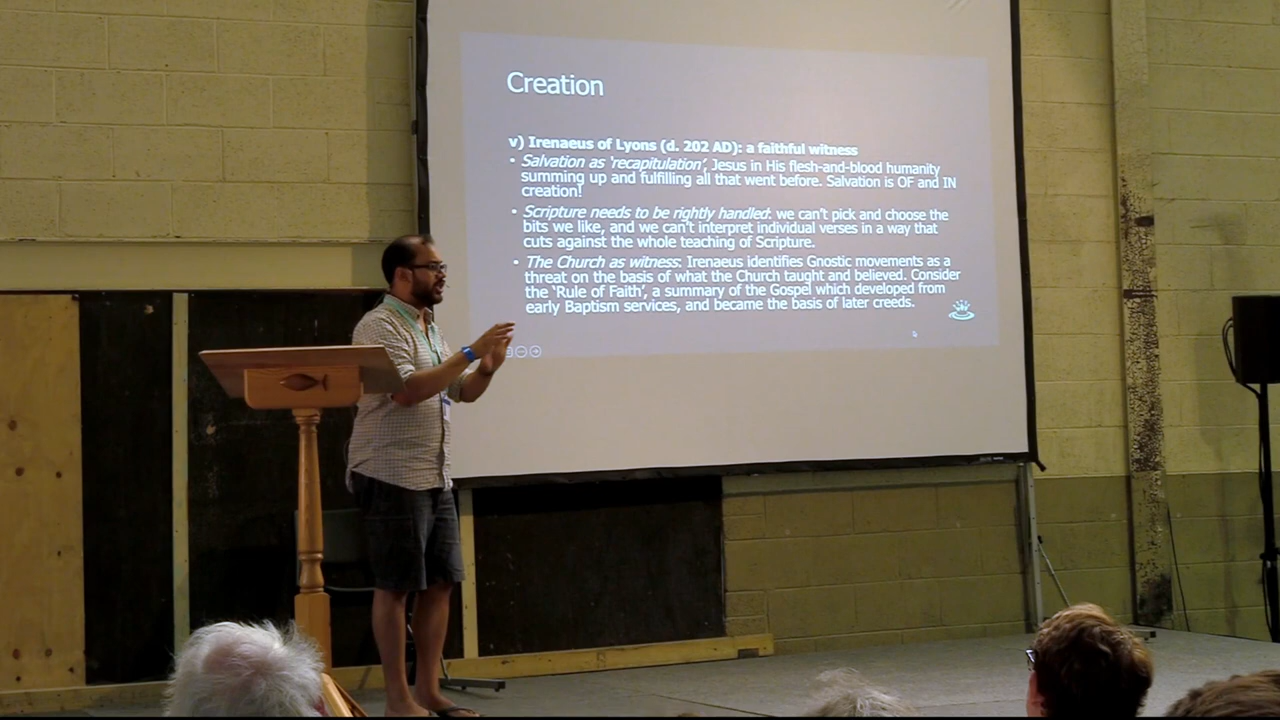 Creation
v) Irenaeus of Lyons (d. 202 AD): a faithful witness
• Salvation as 'recapitulation', Jesus in His flesh-and-blood humanity
summing up and fulfilling all that went before. Salvation is OF and IN
creation!
• Scripture needs to be rightly handled: we can't pick and choose the
bits we like, and we can't interpret individual verses in a way that
cuts against the whole teaching of Scripture.
• The Church as witness: Irenaeus identifies Gnostic movements as a
threat on the basis of what the Church taught and believed. Consider
the 'Rule of Faith', a summary of the Gospel which developed from
early Baptism services, and became the basis of later creeds.